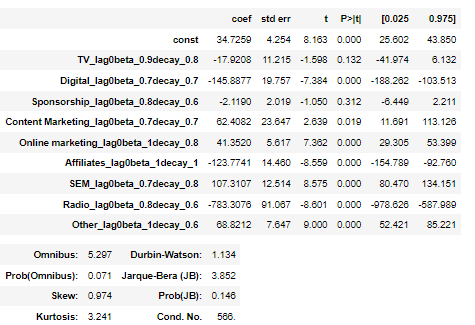 coef std err t P>|t| [0.025 0.975]
const 34.7259 4.254 8.163 0.000 25.602 43.850
TV_lag0beta_0.9decay_0.8 -17.9208 11.215 -1.598 0.132 -41.974 6.132
Digital_lag0beta_0.7decay_0.7 -145.8877 19.757 -7.384 0.000 -188.262 -103.513
Sponsorship_lag0beta_0.8decay_0.6 -2.1190 2.019 -1.050 0.312 -6.449 2.211
Content Marketing_lag0beta_0.7decay_0.7 62.4082 23.647 2.639 0.019 11.691 113.126
Online marketing_lag0beta_1decay_0.8 41.3520 5.617 7.362 0.000 29.305 53.399
Affiliates_lag0beta_1decay_1 -123.7741 14.460 -8.559 0.000 -154.789 -92.760
SEM_lag0beta_0.7decay_0.8 107.3107 12.514 8.575 0.000 80.470 134.151
Radio_lag0beta_0.8decay_0.6 -783.3076 91.067 -8.601 0.000 -978.626 -587.989
Other_lag0beta_1decay_0.6 68.8212 7.647 9.000 0.000 52.421 85.221
Omnibus: 5.297 Durbin-Watson: 1.134
Prob(Omnibus): 0.071 Jarque-Bera (JB): 3.852
Skew: 0.974 Prob(JB): 0.146
Kurtosis: 3.241 Cond. No. 566.